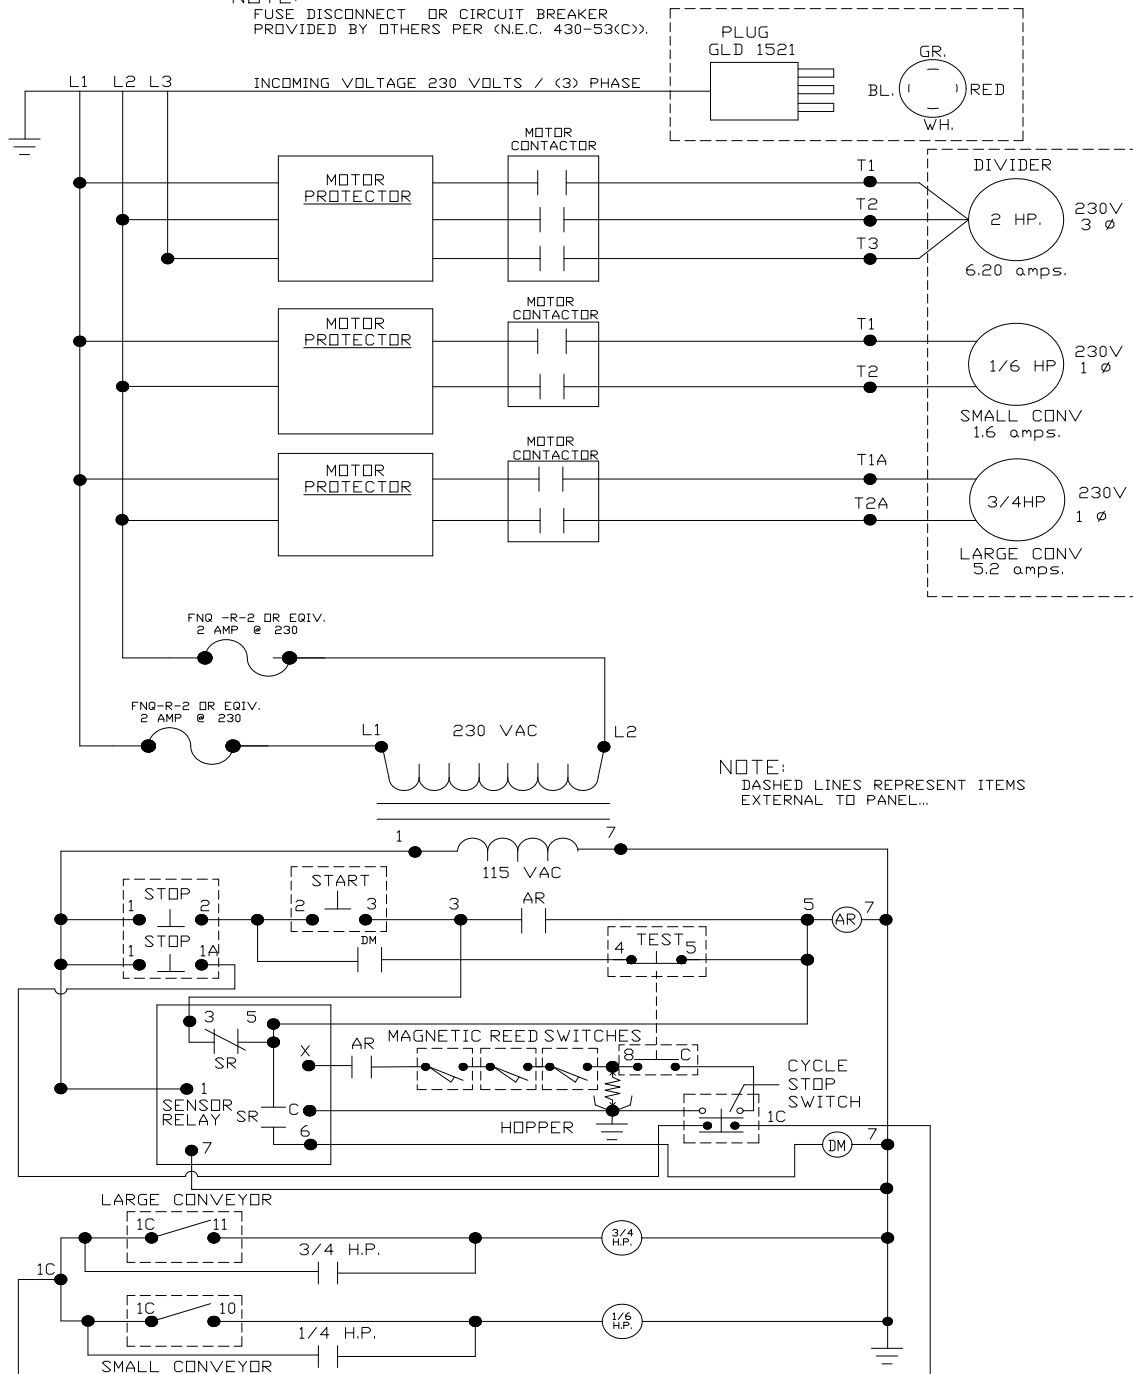 NOTE:
FUSE DISCONNECT OR CIRCUIT BREAKER
PROVIDED BY OTHERS PER (N.E.C. 430-53(C)).
PLUG
GLD 1521
GR.
BL.
RED
WH.
L1 L2 L3
INCOMING VOLTAGE 230 VOLTS / (3) PHASE
MOTOR
CONTACTOR
MOTOR
PROTECTOR
T1
T2
T3
DIVIDER
2 HP.
230V
3 Ø
6.20 amps.
MOTOR
CONTACTOR
MOTOR
PROTECTOR
T1
T2
1/6 HP
230V
1 Ø
SMALL CONV
1.6 amps.
MOTOR
CONTACTOR
MOTOR
PROTECTOR
T1A
T2A
3/4HP
230V
1 Ø
LARGE CONV
5.2 amps.
FNQ -R-2 OR EQIV.
2 AMP @ 230
FNQ-R-2 OR EQIV.
2 AMP @ 230
L1
230 VAC
L2
NOTE:
DASHED LINES REPRESENT ITEMS
EXTERNAL TO PANEL...
1
7
115 VAC
STOP
1
2
START
2
3
3
AR
5
AR
7
STOP
1
1A
DM
4
TEST
5
3
5
SR
X
AR
MAGNETIC REED SWITCHES
8
C
CYCLE
STOP
SWITCH
1
SENSOR
RELAY
SR
C
6
HOPPER
1C
7
DM
7
LARGE CONVEYOR
1C
11
3/4 H.P.
3/4
H.P.
1C
1C
10
1/4 H.P.
1/6
H.P.
SMALL CONVEYOR